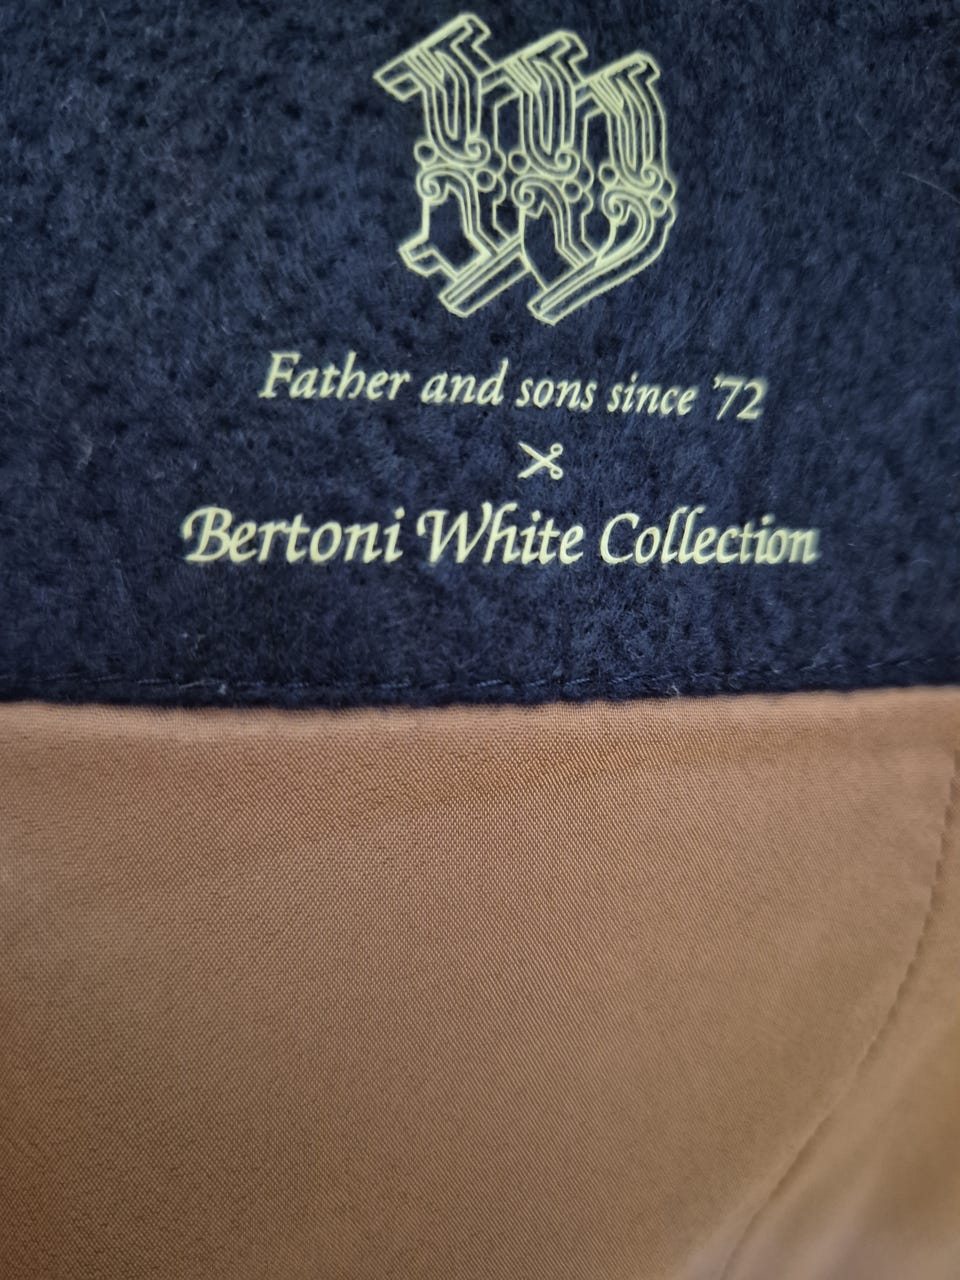 W
Father and sons since '72
Bertoni White Collection